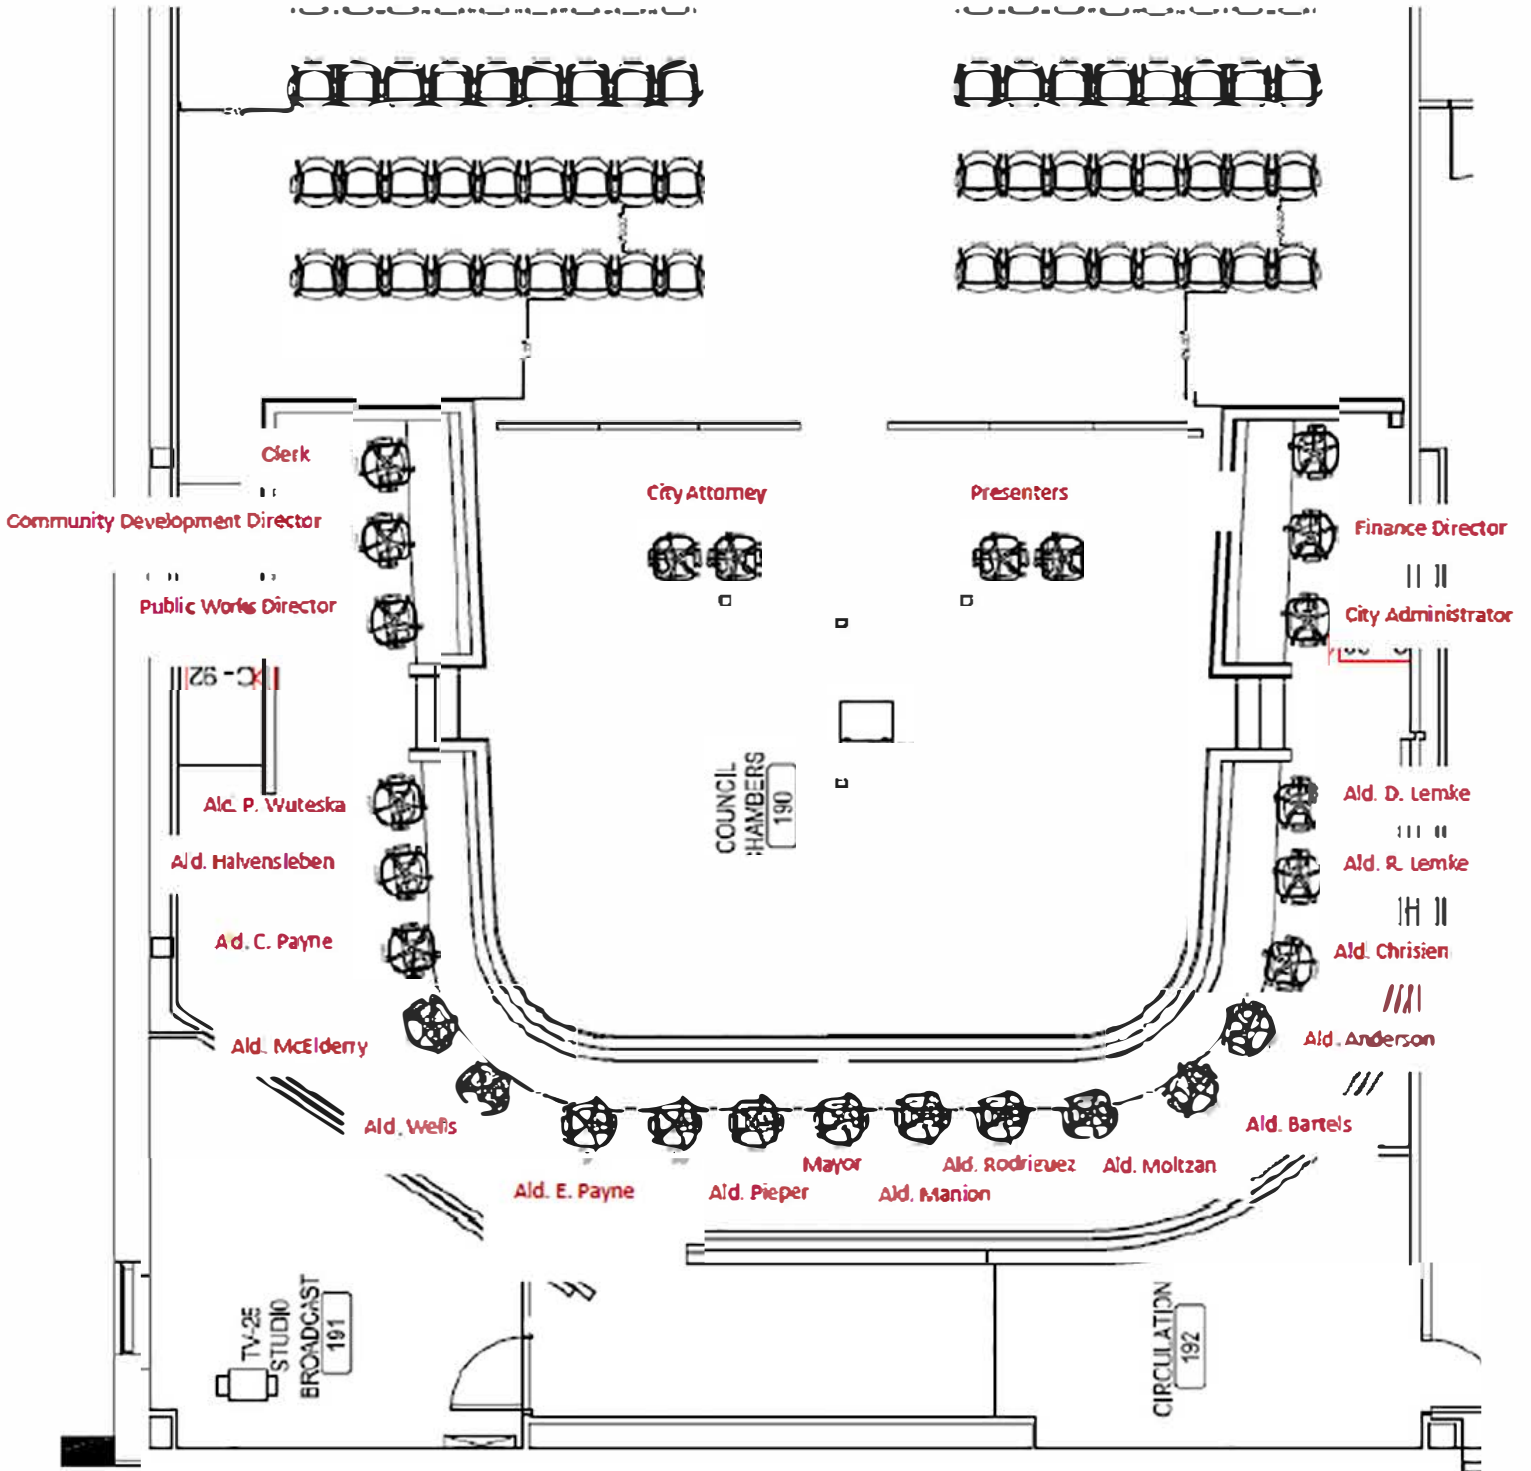 Clerk
City Attorney
Presenters
Community Development Director
Finance Director
Public Works Director
City Administrator
XC-92
COUNCIL
CHAMBERS
190
Ald. P. Wuteska
Ald. D. Lemke
Ald. Halvensleben
Ald. R. Lemke
Ald. C. Payne
Ald. McElderry
Ald. Anderson
Ald. Wells
Ald. Bartels
Mayor
Ald. Rodriguez
Ald. Moltzan
Ald. E. Payne
Ald. Pieper
Ald. Manion
TV-25
STUDIO
BROADCAST
191
CIRCULATION
192